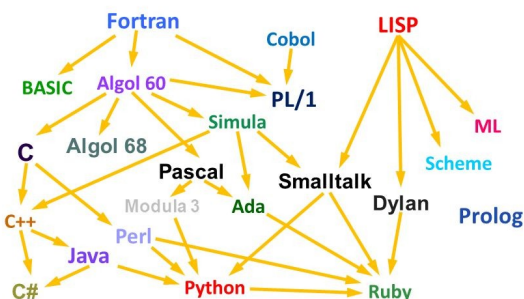 Fortran
LISP
Cobol
BASIC
Algol 60
PL/1
Simula
ML
Algol 68
C
Scheme
Pascal
Smalltalk
Modula 3
Ada
Dylan
Prolog
C++
Perl
Java
C#
Python
Ruby